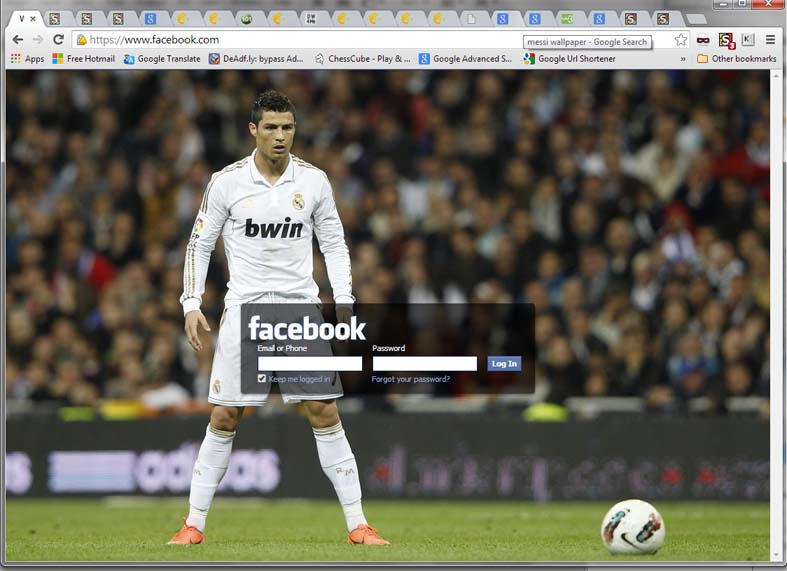 V
101
https://www.facebook.com
messi wallpaper - Google Search
Apps
Free Hotmail
Google Translate
DeAdf.ly: bypass Ad...
ChessCube - Play & ...
Google Advanced S...
Google Url Shortener
»
Other bookmarks
bwin
facebook
Email or Phone
Password
Log In
Keep me logged in
Forgot your password?
adidas
RM